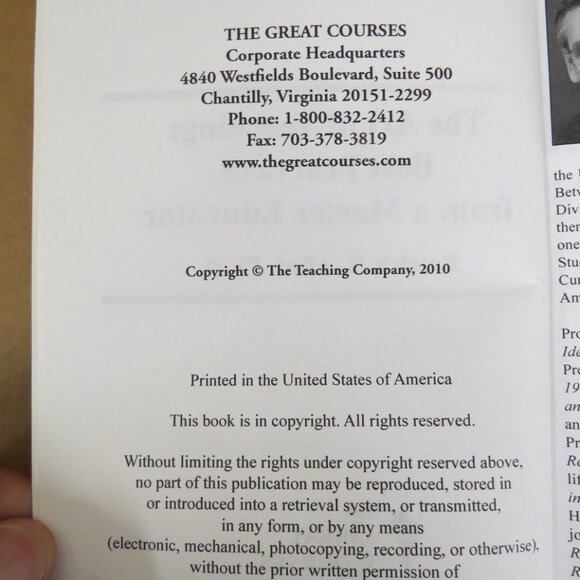 THE GREAT COURSES
Corporate Headquarters
4840 Westfields Boulevard, Suite 500
Chantilly, Virginia 20151-2299
Phone: 1-800-832-2412
Fax: 703-378-3819
www.thegreatcourses.com
Copyright © The Teaching Company, 2010
Printed in the United States of America
This book is in copyright. All rights reserved.
Without limiting the rights under copyright reserved above,
no part of this publication may be reproduced, stored in
or introduced into a retrieval system, or transmitted,
in any form, or by any means
(electronic, mechanical, photocopying, recording, or otherwise),
without the prior written permission of
the
one